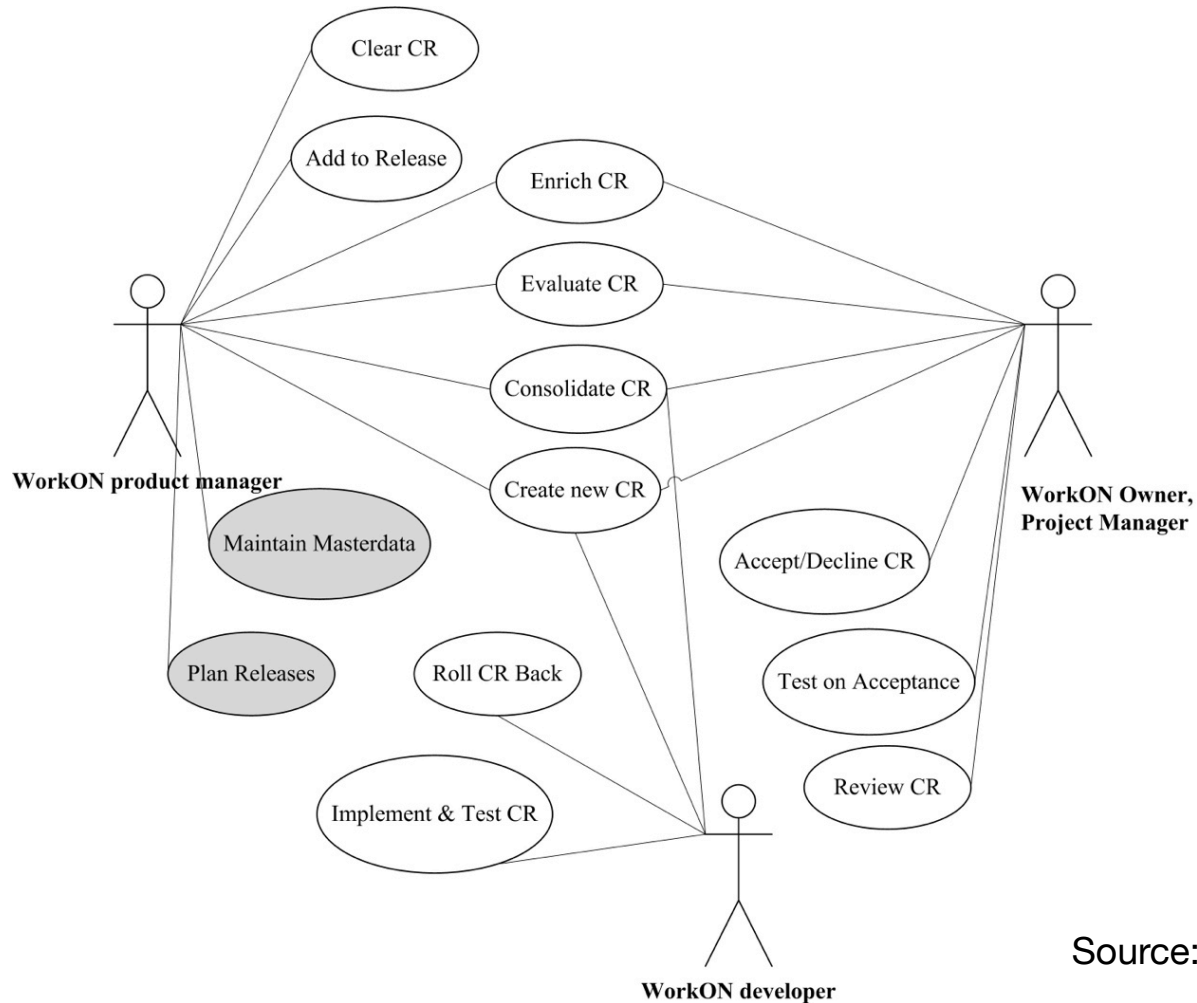 Clear CR
Add to Release
Enrich CR
Evaluate CR
Consolidate CR
WorkON product manager
Create new CR
WorkON Owner,
Project Manager
Maintain Masterdata
Accept/Decline CR
Plan Releases
Roll CR Back
Test on Acceptance
Implement & Test CR
Review CR
Source:
WorkON developer